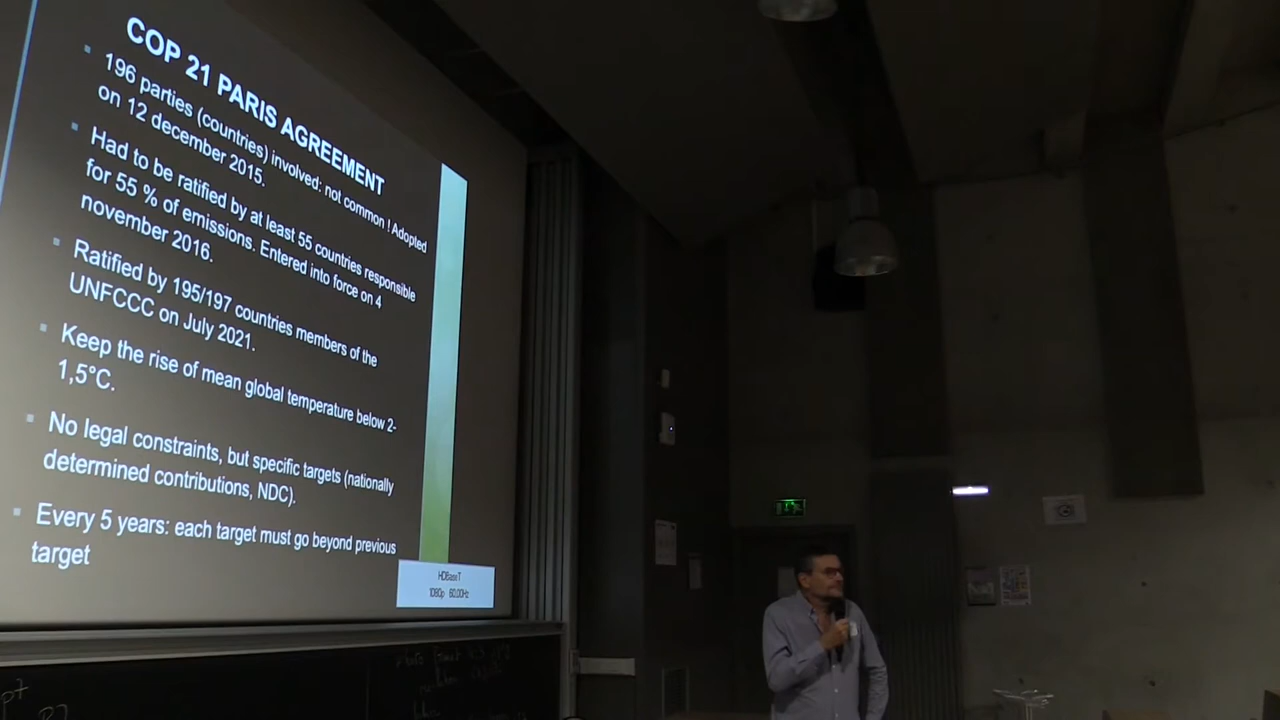 COP 21 PARIS AGREEMENT
196 parties (countries) involved: not common ! Adopted
on 12 december 2015.
Had to be ratified by at least 55 countries responsible
for 55 % of emissions. Entered into force on 4
november 2016.
Ratified by 195/197 countries members of the
UNFCCC on July 2021.
Keep the rise of mean global temperature below 2-
1,5°C.
No legal constraints, but specific targets (nationally
determined contributions, NDC).
Every 5 years: each target must go beyond previous
target
HDBaseT
1080p 60.00Hz